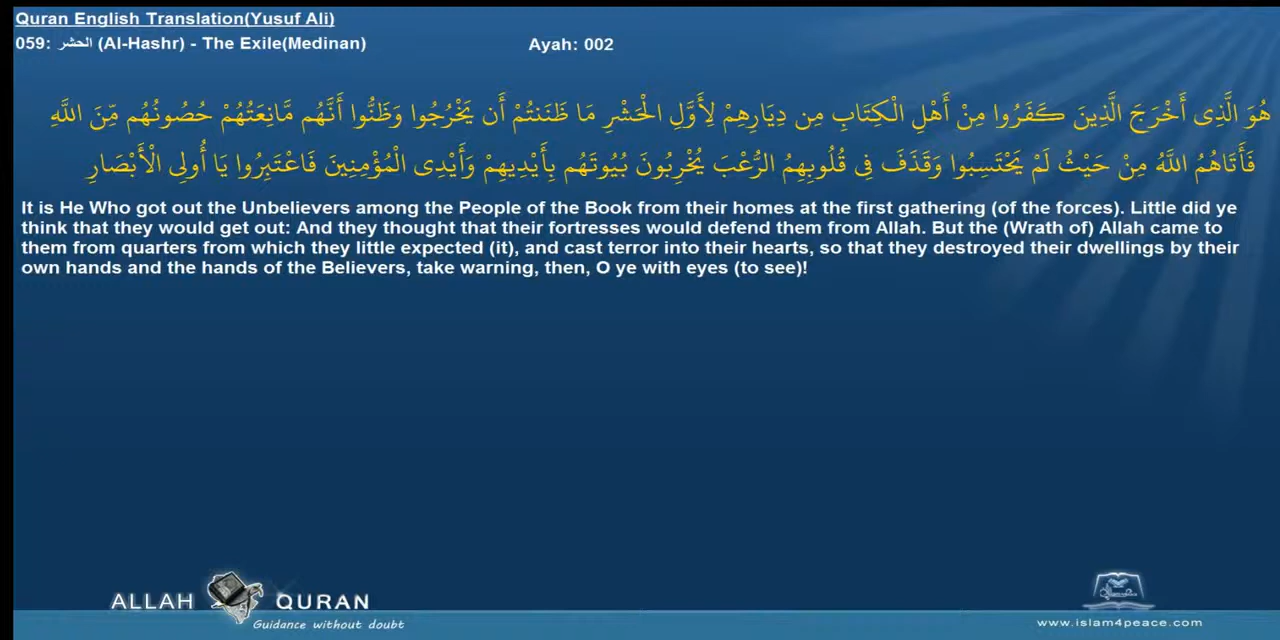 Quran English Translation(Yusuf Ali)
059: الحشر (Al-Hashr) - The Exile(Medinan)
Ayah: 002
هُوَ الَّذِى أَخْرَجَ الَّذِينَ كَفَرُوا مِنْ أَهْلِ الْكِتَابِ مِن دِيَارِهِمْ لِأَوَّلِ الْحَشْرِ مَا ظَنَنتُمْ أَن يَخْرُجُوا وَظَنُّوا أَنَّهُم مَّانِعَتُهُمْ حُصُونُهُم مِّنَ اللَّهِ
فَأَتَاهُمُ اللَّهُ مِنْ حَيْثُ لَمْ يَحْتَسِبُوا وَقَذَفَ فِى قُلُوبِهِمُ الرُّعْبَ يُخْرِبُونَ بُيُوتَهُم بِأَيْدِيهِمْ وَأَيْدِى الْمُؤْمِنِينَ فَاعْتَبِرُوا يَا أُولِى الْأَبْصَارِ
It is He Who got out the Unbelievers among the People of the Book from their homes at the first gathering (of the forces). Little did ye
think that they would get out: And they thought that their fortresses would defend them from Allah. But the (Wrath of) Allah came to
them from quarters from which they little expected (it), and cast terror into their hearts, so that they destroyed their dwellings by their
own hands and the hands of the Believers, take warning, then, O ye with eyes (to see)!
ALLAH QURAN
Guidance without doubt
www.islam4peace.com